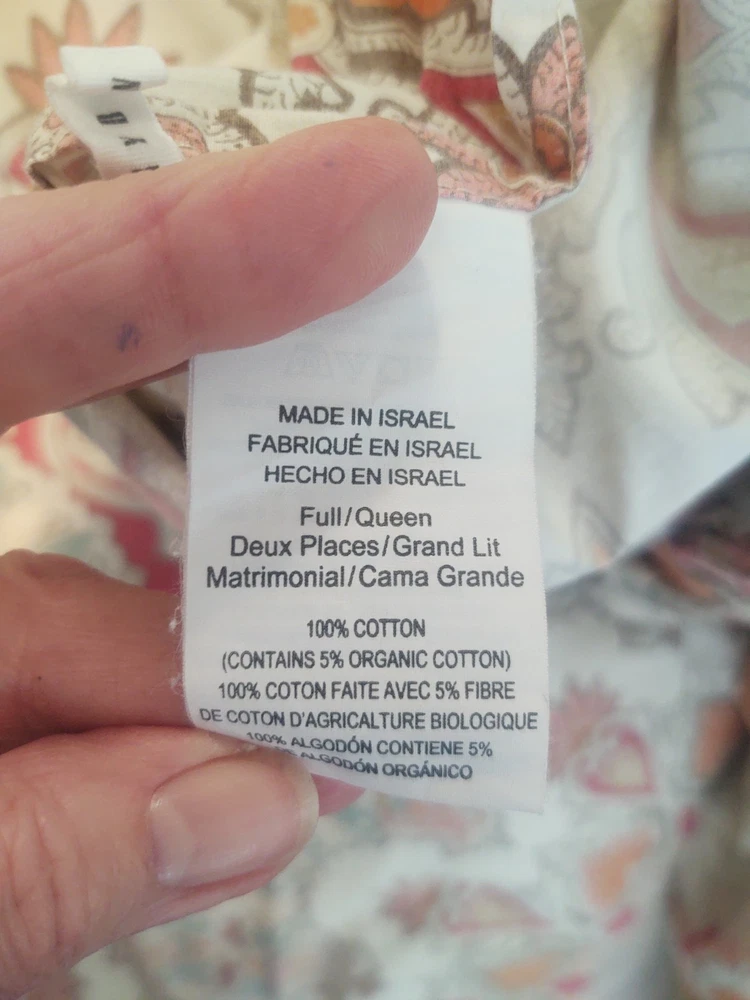 MADE IN ISRAEL
FABRIQUÉ EN ISRAEL
HECHO EN ISRAEL
Full/Queen
Deux Places/Grand Lit
Matrimonial/Cama Grande
100% COTTON
(CONTAINS 5% ORGANIC COTTON)
100% COTON FAITE AVEC 5% FIBRE
DE COTON D'AGRICALTURE BIOLOGIQUE
100% ALGODÓN CONTIENE 5%
ALGODÓN ORGÁNICO